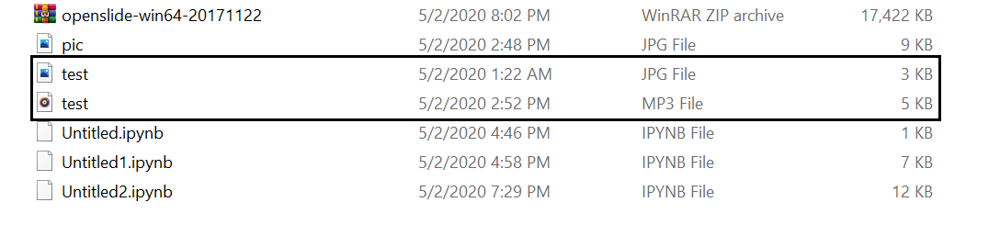 openslide-win64-20171122 5/2/2020 8:02 PM WinRAR ZIP archive 17,422 KB
pic 5/2/2020 2:48 PM JPG File 9 KB
test 5/2/2020 1:22 AM JPG File 3 KB
test 5/2/2020 2:52 PM MP3 File 5 KB
Untitled.ipynb 5/2/2020 4:46 PM IPYNB File 1 KB
Untitled1.ipynb 5/2/2020 4:58 PM IPYNB File 7 KB
Untitled2.ipynb 5/2/2020 7:29 PM IPYNB File 12 KB